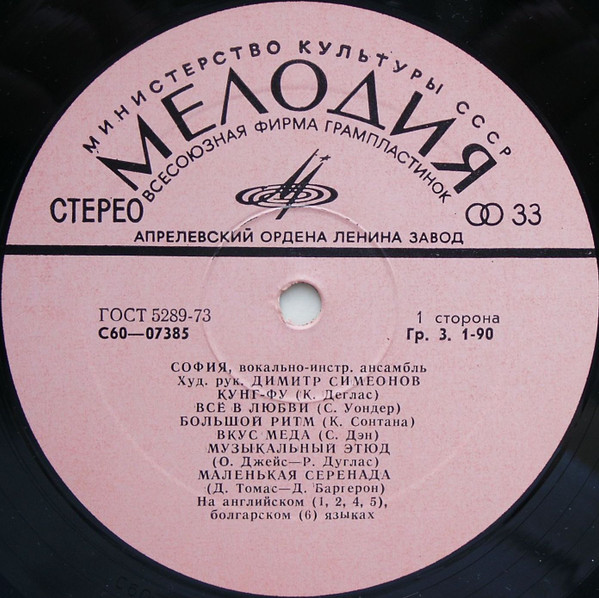 МИНИСТЕРСТВО КУЛЬТУРЫ СССР
МЕЛОДИЯ
ВСЕСОЮЗНАЯ ФИРМА ГРАМПЛАСТИНОК
СТЕРЕО 33
АПРЕЛЕВСКИЙ ОРДЕНА ЛЕНИНА ЗАВОД
ГОСТ 5289-73 1 сторона
С60—07385 Гр. 3. 1-90
СОФИЯ, вокально-инстр. ансамбль
Худ. рук. ДИМИТР СИМЕОНОВ
КУНГ-ФУ (К. Деглас)
ВСЁ В ЛЮБВИ (С. Уондер)
БОЛЬШОЙ РИТМ (К. Сонтана)
ВКУС МЕДА (С. Дэн)
МУЗЫКАЛЬНЫЙ ЭТЮД
(О. Джейс—Р. Дуглас)
МАЛЕНЬКАЯ СЕРЕНАДА
(Д. Томас—Д. Баргерон)
На английском (1, 2, 4, 5),
болгарском (6) языках